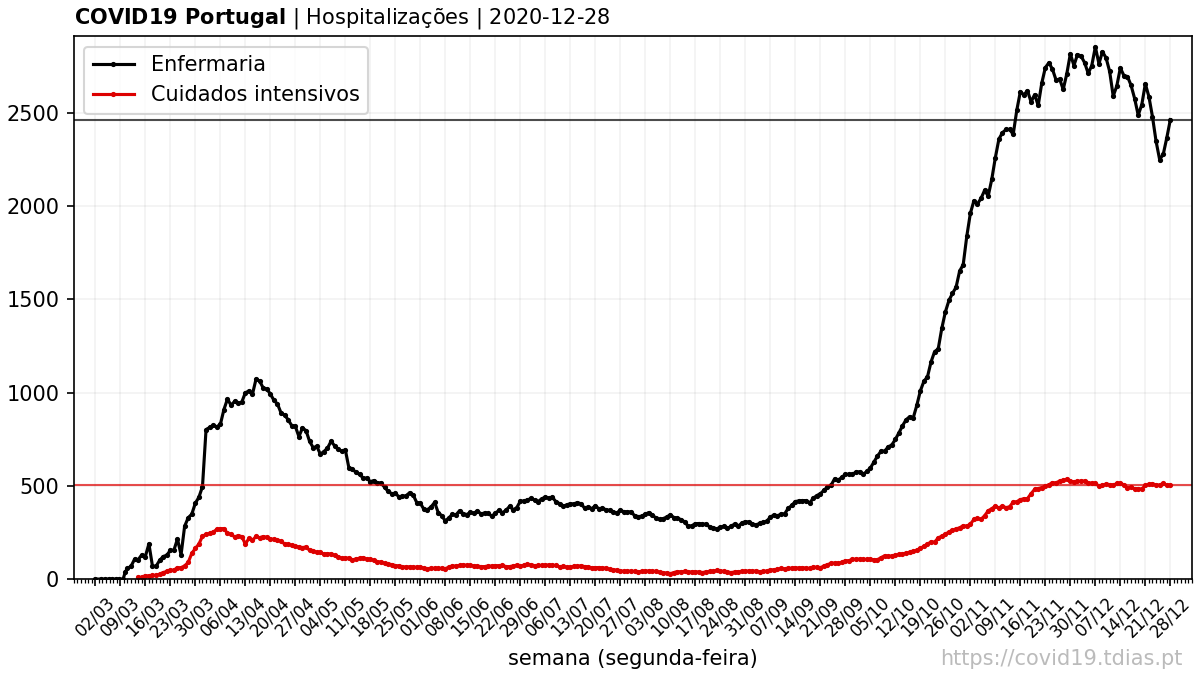 COVID19 Portugal | Hospitalizações | 2020-12-28
Enfermaria
Cuidados intensivos
2500
2000
1500
1000
500
0
02/03 09/03 16/03 23/03 30/03 06/04 13/04 20/04 27/04 04/05 11/05 18/05 25/05 01/06 08/06 15/06 22/06 29/06 06/07 13/07 20/07 27/07 03/08 10/08 17/08 24/08 31/08 07/09 14/09 21/09 28/09 05/10 12/10 19/10 26/10 02/11 09/11 16/11 23/11 30/11 07/12 14/12 21/12 28/12
semana (segunda-feira)
https://covid19.tdias.pt